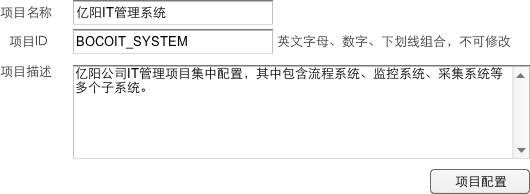 项目名称 亿阳IT管理系统
项目ID BOCOIT_SYSTEM 英文字母、数字、下划线组合，不可修改
项目描述 亿阳公司IT管理项目集中配置，其中包含流程系统、监控系统、采集系统等
多个子系统。
项目配置